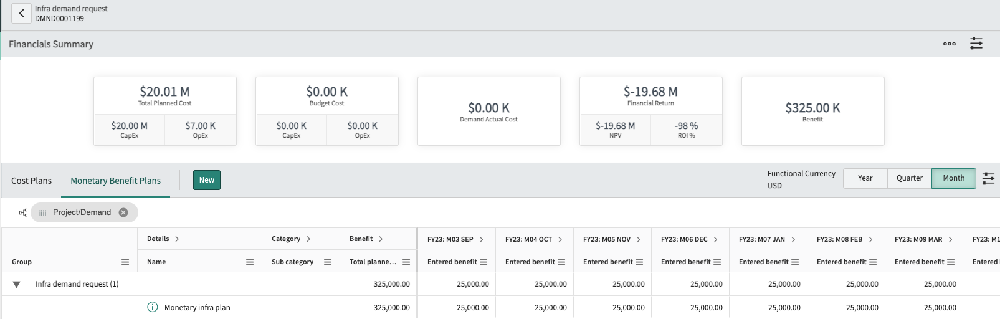 Infra demand request
DMND0001199
Financials Summary
$20.01 M
Total Planned Cost
$20.00 M
CapEx
$7.00 K
OpEx
$0.00 K
Budget Cost
$0.00 K
CapEx
$0.00 K
OpEx
$0.00 K
Demand Actual Cost
$-19.68 M
Financial Return
$-19.68 M
NPV
-98 %
ROI %
$325.00 K
Benefit
Cost Plans
Monetary Benefit Plans
New
Functional Currency
USD
Year
Quarter
Month
Project/Demand
Details Category Benefit FY23: M03 SEP FY23: M04 OCT FY23: M05 NOV FY23: M06 DEC FY23: M07 JAN FY23: M08 FEB FY23: M09 MAR FY23: M1
Group Name Sub category Total planne... Entered benefit Entered benefit Entered benefit Entered benefit Entered benefit Entered benefit Entered benefit Entered
Infra demand request (1) 325,000.00 25,000.00 25,000.00 25,000.00 25,000.00 25,000.00 25,000.00 25,000.00
Monetary infra plan 325,000.00 25,000.00 25,000.00 25,000.00 25,000.00 25,000.00 25,000.00 25,000.00